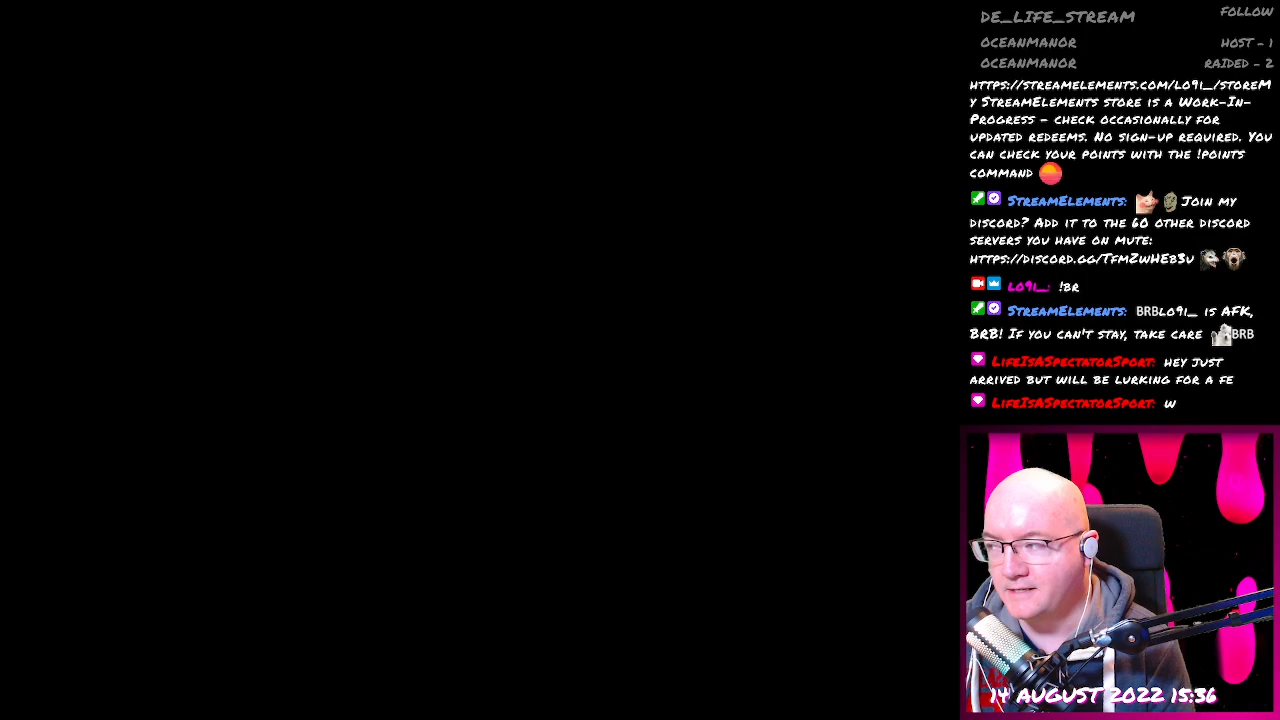 DE_LIFE_STREAM FOLLOW
OCEANMANOR HOST - 1
OCEANMANOR RAIDED - 2
HTTPS://STREAMELEMENTS.COM/LO9I_/STOREM
Y STREAMELEMENTS STORE IS A WORK-IN-
PROGRESS - CHECK OCCASIONALLY FOR
UPDATED REDEEMS. NO SIGN-UP REQUIRED. YOU
CAN CHECK YOUR POINTS WITH THE !POINTS
COMMAND
STREAMELEMENTS: JOIN MY
DISCORD? ADD IT TO THE 60 OTHER DISCORD
SERVERS YOU HAVE ON MUTE:
HTTPS://DISCORD.GG/TFMZWHEB3U
LO9I_: !BR
STREAMELEMENTS: BRBLO9I_ IS AFK,
BRB! IF YOU CAN'T STAY, TAKE CARE BRB
LIFEISASPECTATORSPORT: HEY JUST
ARRIVED BUT WILL BE LURKING FOR A FE
LIFEISASPECTATORSPORT: W
14 AUGUST 2022 15:36